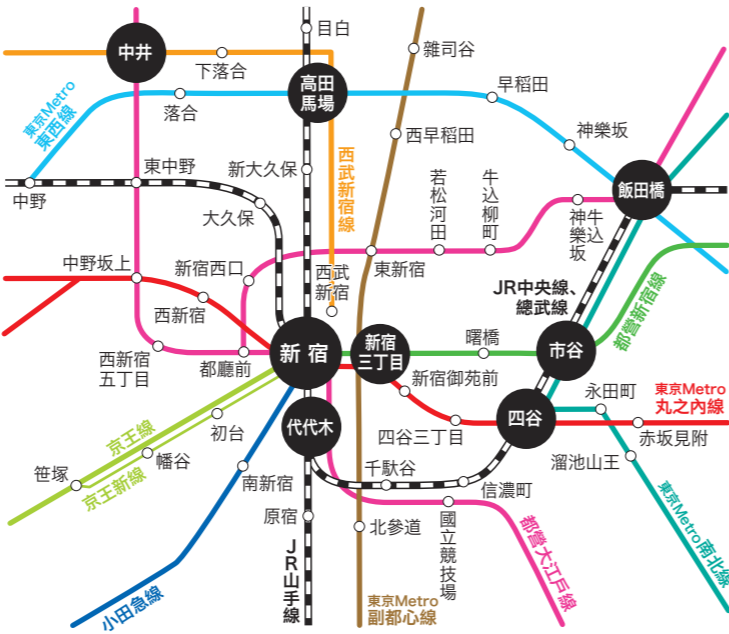 目白
中井
下落合
雜司谷
高田
馬場
早稲田
東京Metro
東西線
落合
神樂坂
西早稲田
西武新宿線
新大久保
東中野
中野
大久保
若松河田
牛込柳町
飯田橋
牛込
神樂坂
中野坂上
新宿西口
西武
新宿
東新宿
JR中央線、
總武線
都營新宿線
西新宿
新宿
新宿
三丁目
曙橋
市谷
西新宿
五丁目
都廳前
新宿御苑前
永田町
東京Metro
丸之內線
代代木
四谷三丁目
四谷
赤坂見附
京王線
初台
幡谷
笹塚
京王新線
南新宿
千駄谷
信濃町
溜池山王
東京Metro南北線
原宿
北參道
國立競技場
都營大江戶線
JR山手線
小田急線
東京Metro
副都心線